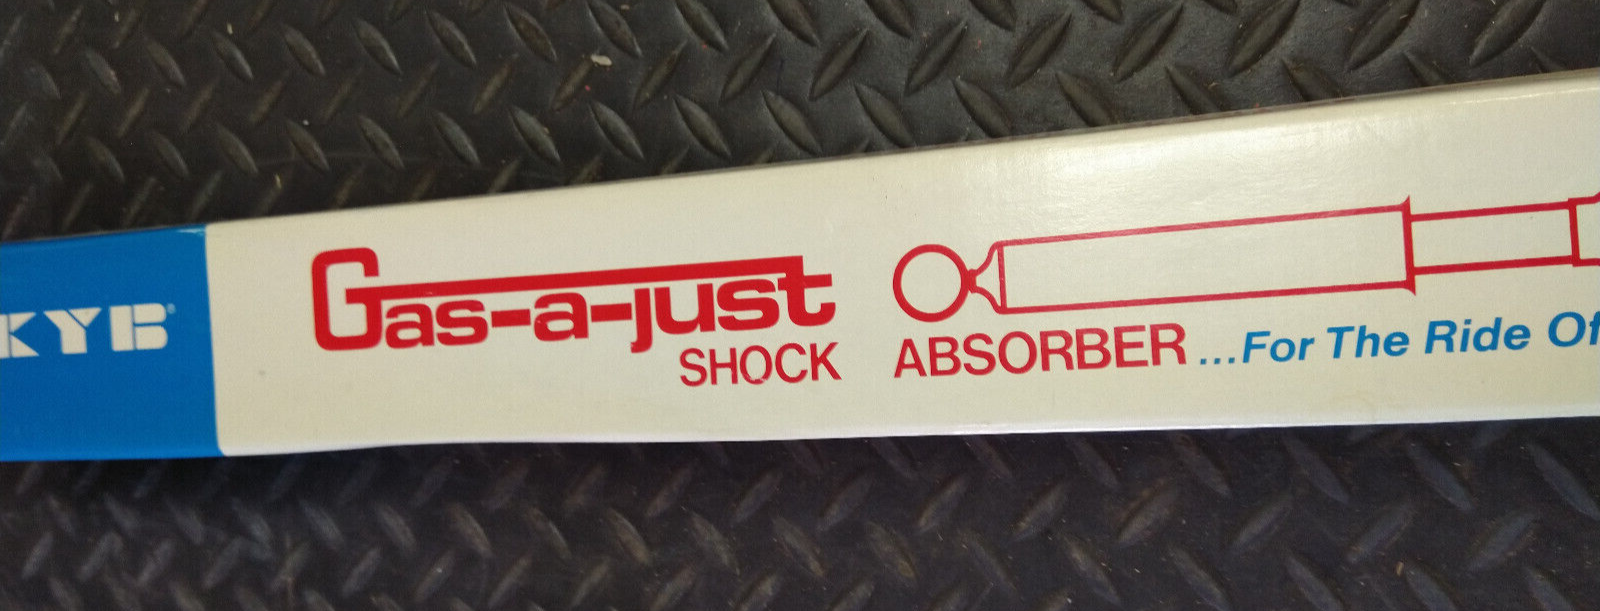 KYB
Gas-a-just
SHOCK ABSORBER ...For The Ride Of